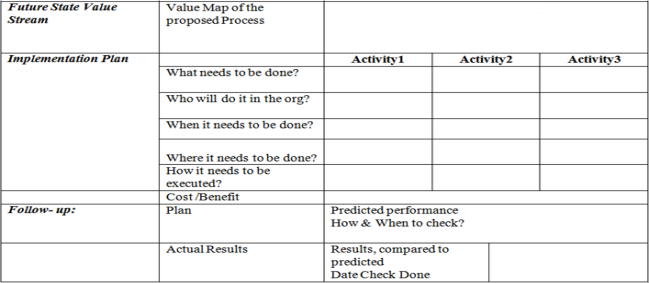 Future State Value
Stream
Value Map of the
proposed Process
Implementation Plan
Activity1
Activity2
Activity3
What needs to be done?
Who will do it in the org?
When it needs to be done?
Where it needs to be done?
How it needs to be
executed?
Cost /Benefit
Follow- up:
Plan
Predicted performance
How & When to check?
Actual Results
Results, compared to
predicted
Date Check Done